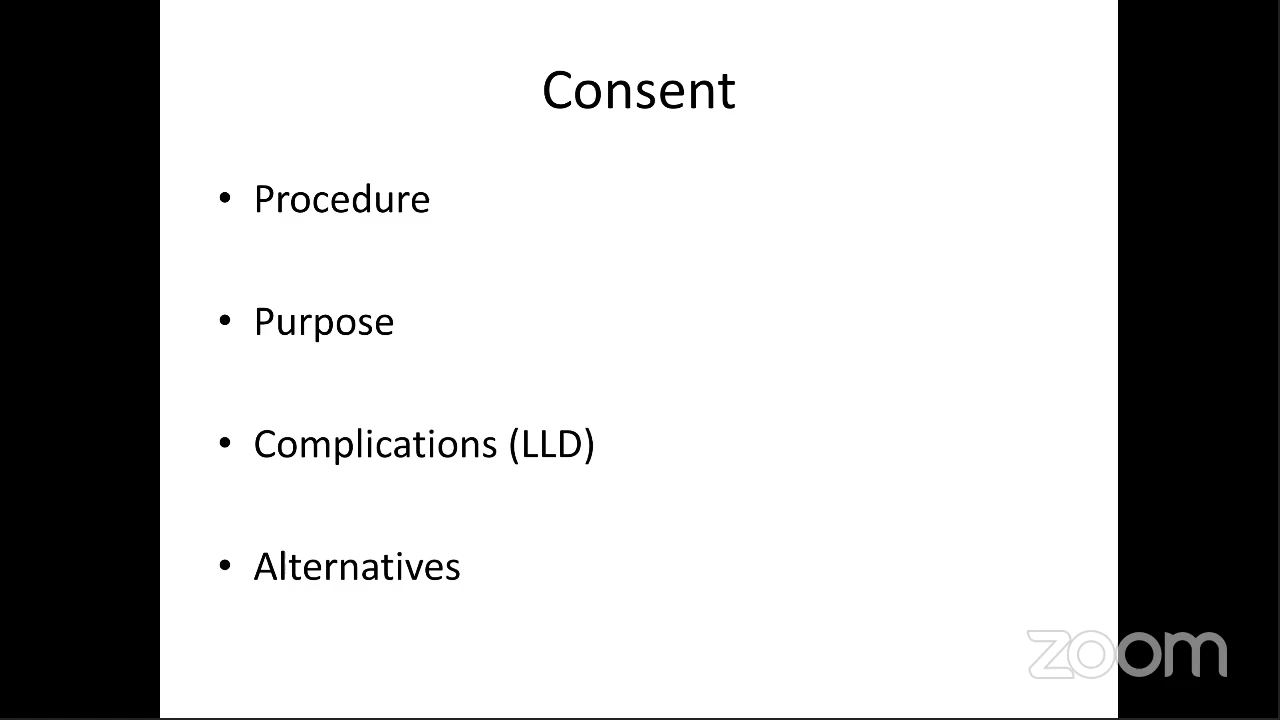 Consent
• Procedure
• Purpose
• Complications (LLD)
• Alternatives
zoom